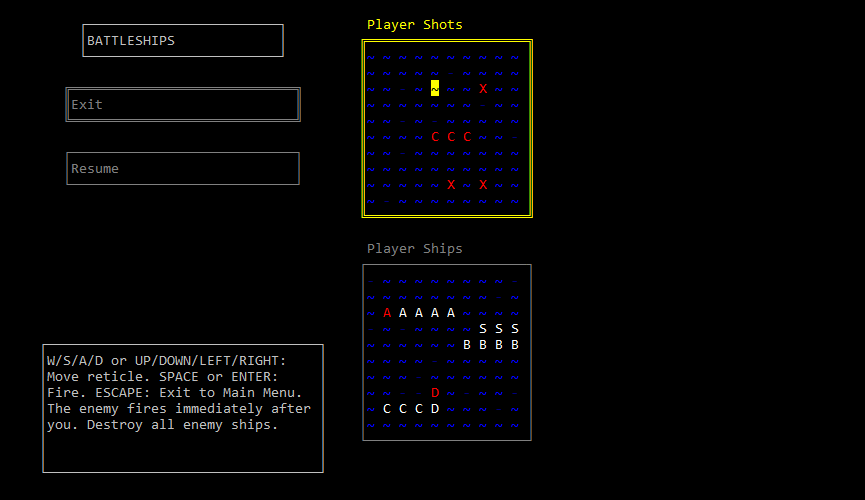 BATTLESHIPS
Exit
Resume
W/S/A/D or UP/DOWN/LEFT/RIGHT:
Move reticle. SPACE or ENTER:
Fire. ESCAPE: Exit to Main Menu.
The enemy fires immediately after
you. Destroy all enemy ships.
Player Shots
X
C C C
X X
Player Ships
A A A A A
S S S
B B B B
D
C C C D